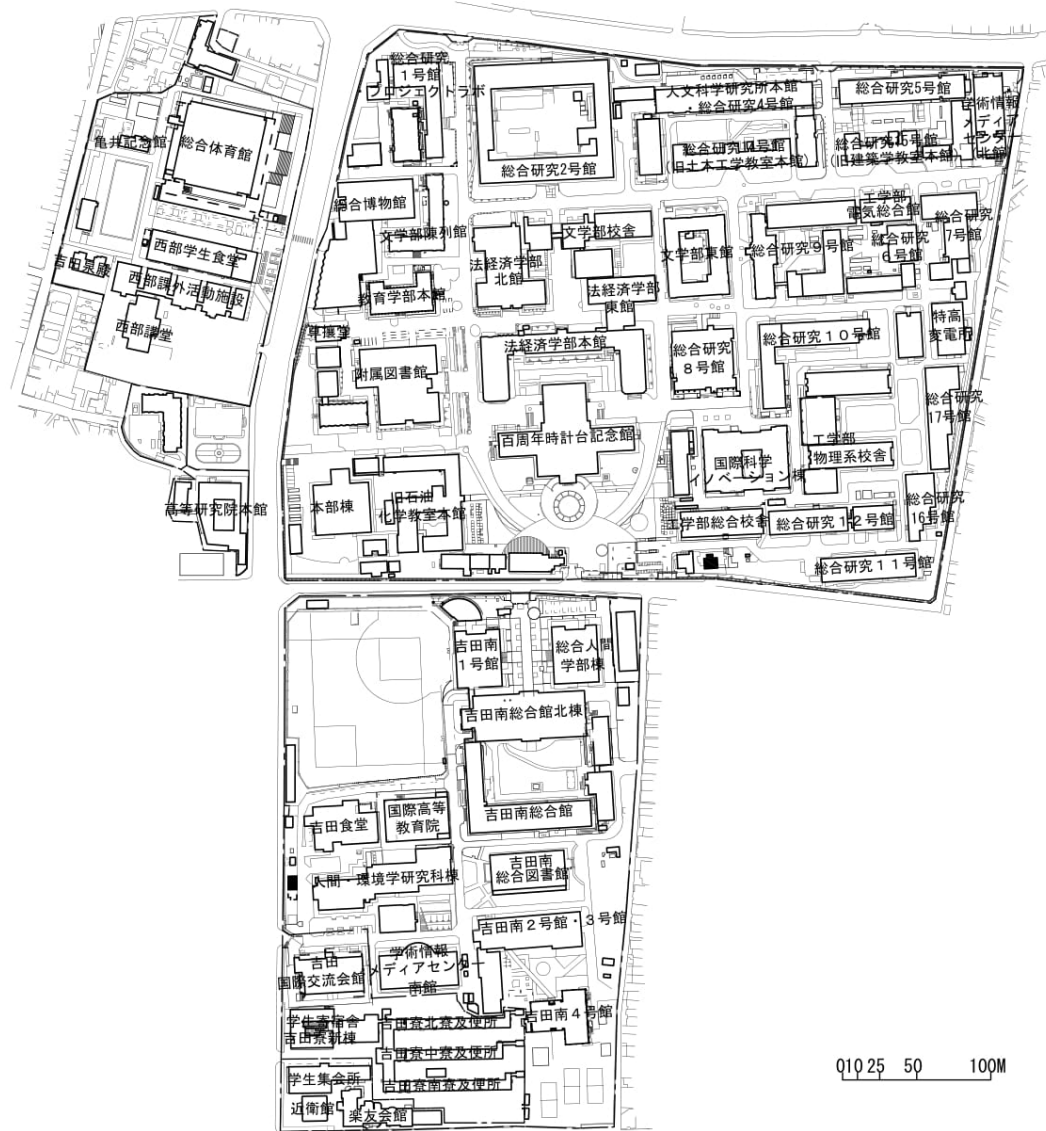 総合研究
１号館
プロジェクトラボ
総合研究２号館
人文科学研究所本館
・総合研究４号館
総合研究５号館
学術情報
メディア
センター
北館
総合研究14号館
(旧土木工学教室本館)
総合研究15号館
(旧建築学教室本館)
亀井記念館
総合体育館
総合博物館
文学部陳列館
文学部校舎
法経済学部
北館
法経済学部
東館
文学部東館
工学部
電気総合館
総合研究９号館
総合研究
６号館
総合研究
７号館
西部学生食堂
吉田泉殿
西部課外活動施設
西部講堂
教育学部本館
草攘堂
附属図書館
法経済学部本館
総合研究
８号館
総合研究１０号館
特高
変電所
総合研究
17号館
百周年時計台記念館
工学部
物理系校舎
国際科学
イノベーション棟
高等研究院本館
本部棟
旧石油
化学教室本館
工学部総合校舎
総合研究１２号館
総合研究
16号館
総合研究１１号館
吉田南
１号館
総合人間
学部棟
吉田南総合館北棟
吉田食堂
国際高等
教育院
吉田南総合館
人間・環境学研究科棟
吉田南
総合図書館
吉田南２号館・３号館
吉田
国際交流会館
学術情報
メディアセンター
南館
学生寄宿舎
吉田寮新棟
吉田寮北寮及便所
吉田南４号館
吉田寮中寮及便所
学生集会所
吉田寮南寮及便所
近衛館
楽友会館
010 25 50 100M